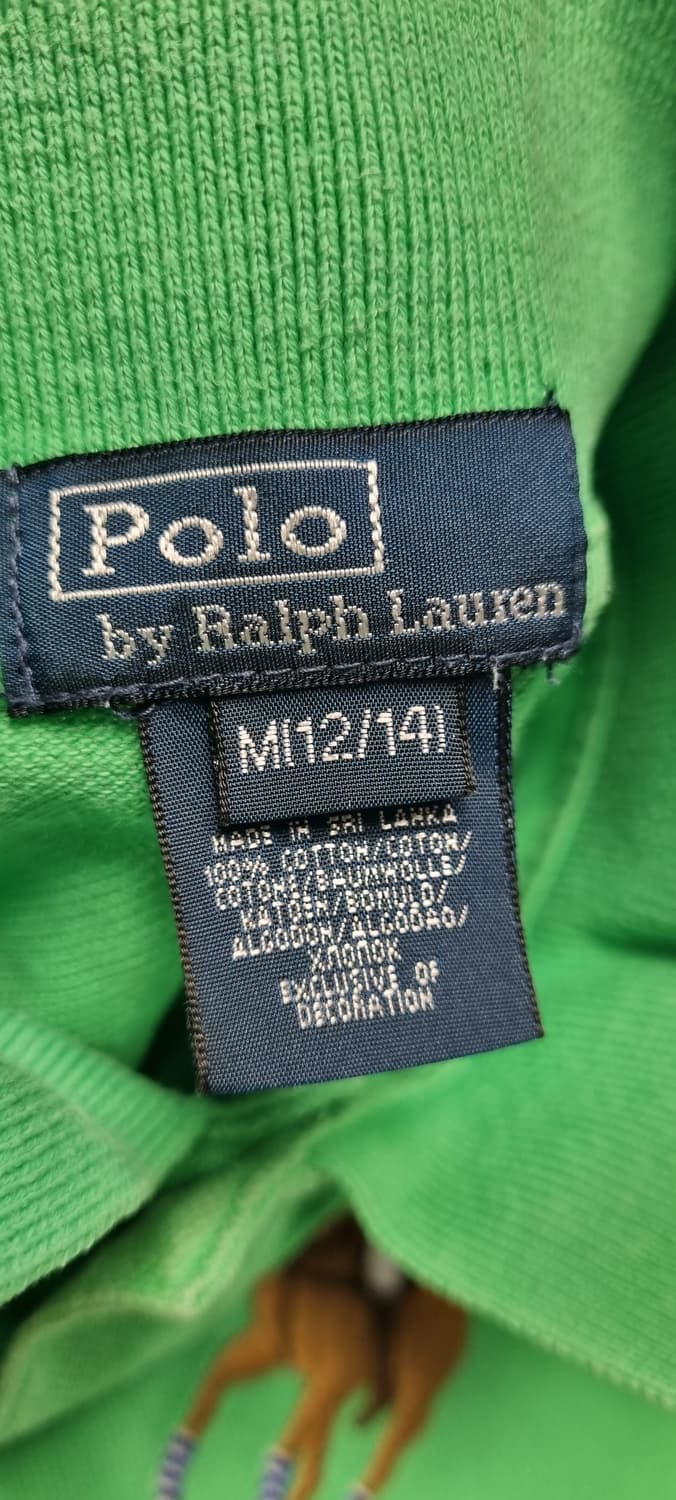 Polo
by Ralph Lauren
M(12/14)
MADE IN SRI LANKA
100% COTTON/COTON/
COTONE/BAUMWOLLE/
KATOEN/BOMULD/
ALGODON/ALGODAO/
ХЛОПОК
EXCLUSIVE OF
DECORATION